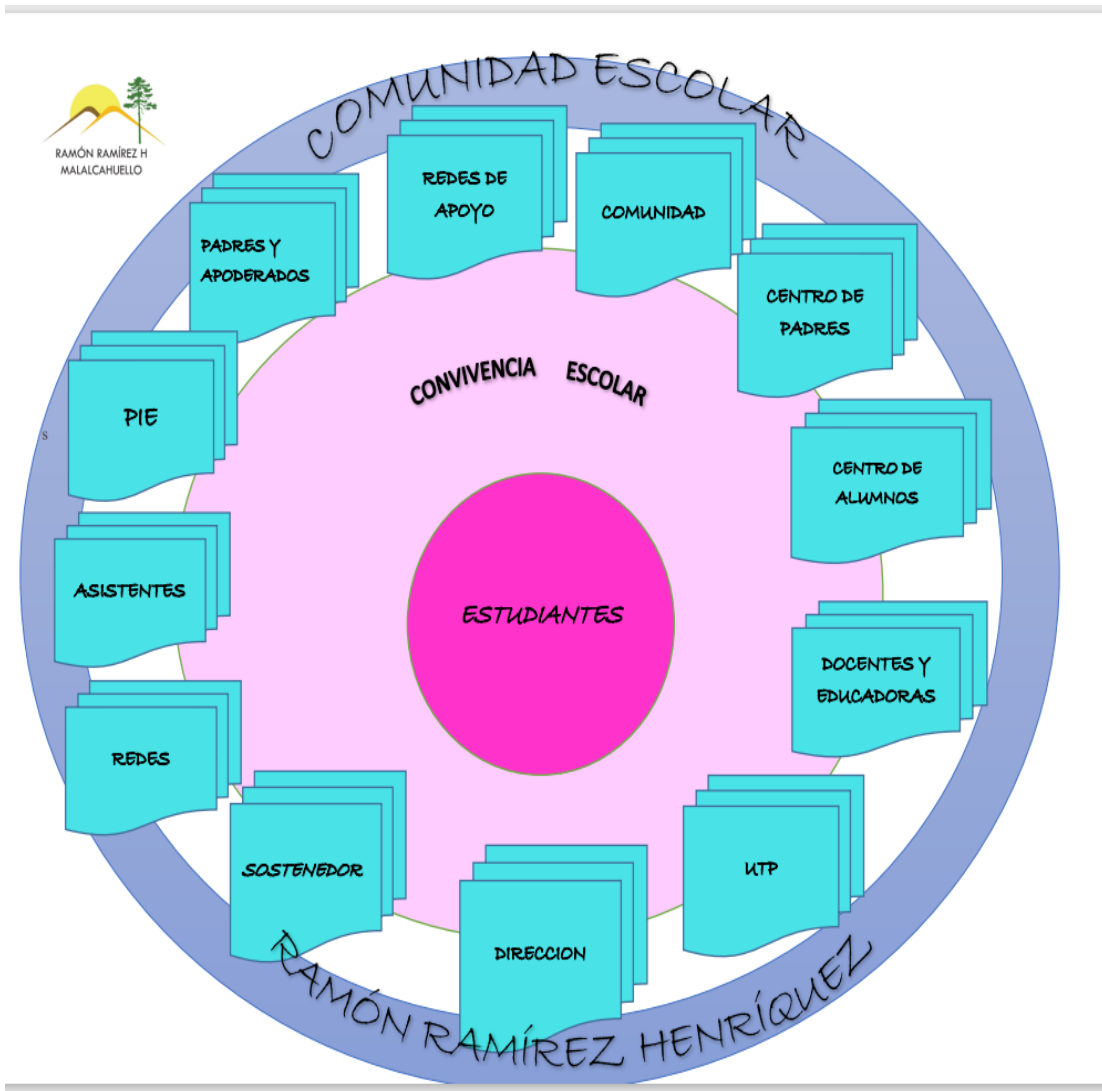 COMUNIDAD ESCOLAR
RAMÓN RAMÍREZ H
MALALCAHUELLO
REDES DE
APOYO
COMUNIDAD
PADRES Y
APODERADOS
CENTRO DE
PADRES
CONVIVENCIA ESCOLAR
PIE
s
CENTRO DE
ALUMNOS
ASISTENTES
ESTUDIANTES
DOCENTES Y
EDUCADORAS
REDES
SOSTENEDOR
UTP
DIRECCION
RAMÓN RAMÍREZ HENRÍQUEZ